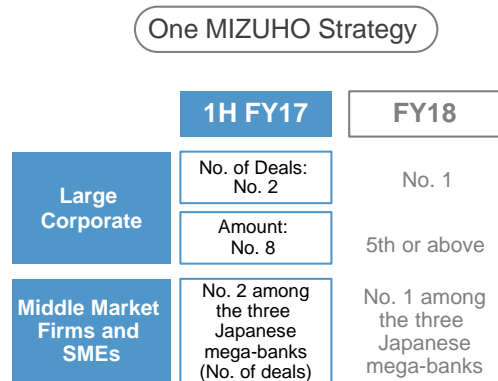 One MIZUHO Strategy
1H FY17
FY18
Large
Corporate
No. of Deals:
No. 2
No. 1
Amount:
No. 8
5th or above
Middle Market
Firms and
SMEs
No. 2 among
the three
Japanese
mega-banks
(No. of deals)
No. 1 among
the three
Japanese
mega-banks